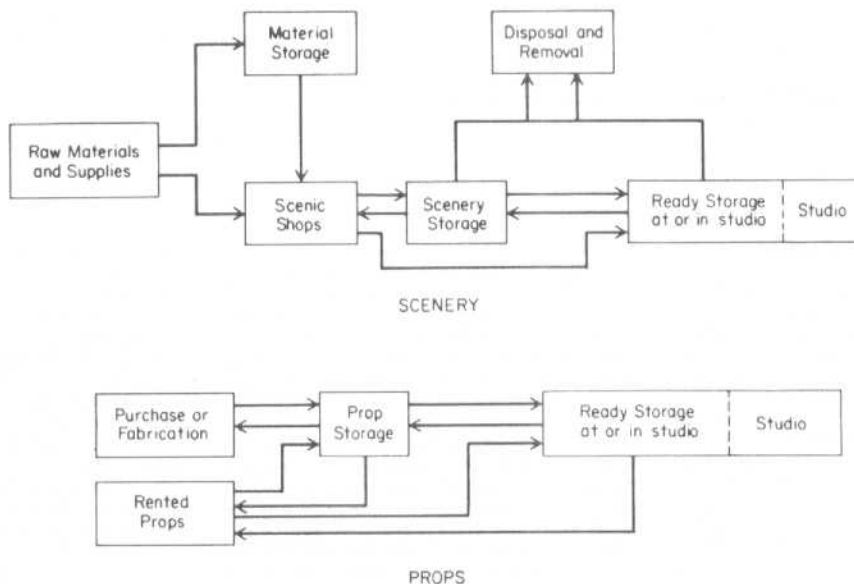 Material
Storage
Disposal and
Removal
Raw Materials
and Supplies
Scenic
Shops
Scenery
Storage
Ready Storage
at or in studio
Studio
SCENERY
Purchase or
Fabrication
Prop
Storage
Ready Storage
at or in studio
Studio
Rented
Props
PROPS